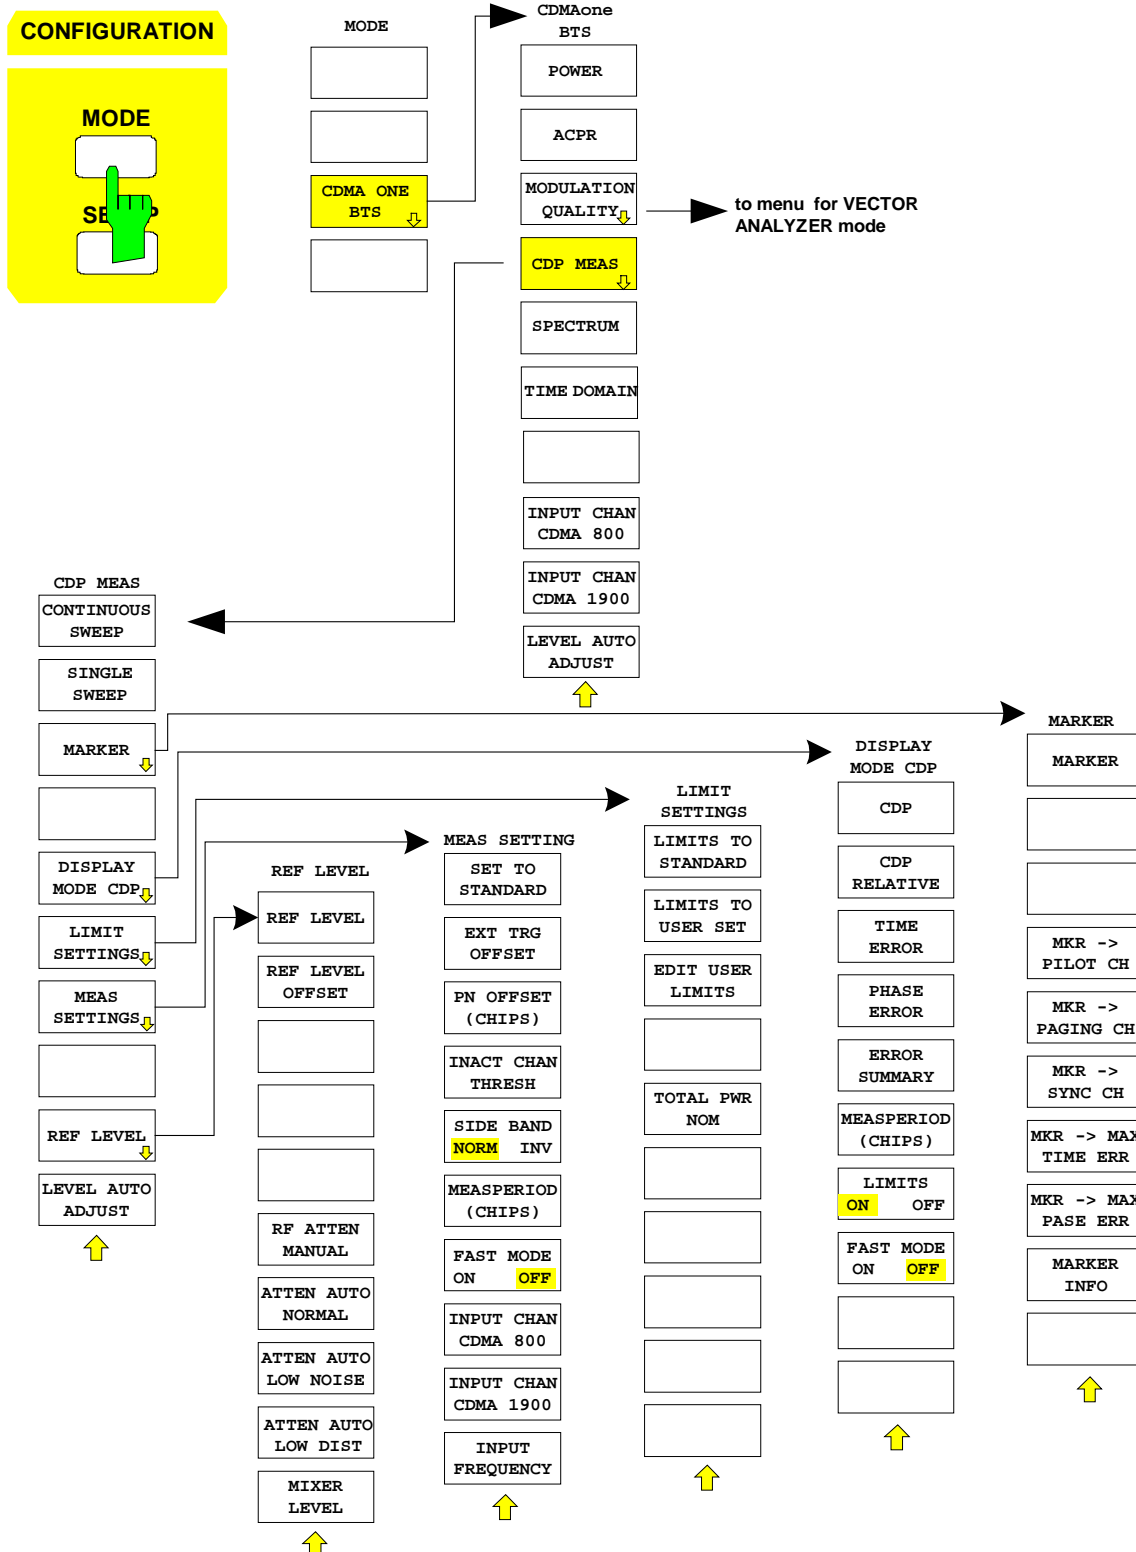 CONFIGURATION
MODE
MODE
CDMA ONE
BTS
CDMAone
BTS
POWER
ACPR
MODULATION
QUALITY
to menu for VECTOR
ANALYZER mode
CDP MEAS
SPECTRUM
TIME DOMAIN
INPUT CHAN
CDMA 800
INPUT CHAN
CDMA 1900
LEVEL AUTO
ADJUST
CDP MEAS
CONTINUOUS
SWEEP
SINGLE
SWEEP
MARKER
DISPLAY
MODE CDP
LIMIT
SETTINGS
MEAS
SETTINGS
REF LEVEL
LEVEL AUTO
ADJUST
REF LEVEL
REF LEVEL
REF LEVEL
OFFSET
RF ATTEN
MANUAL
ATTEN AUTO
NORMAL
ATTEN AUTO
LOW NOISE
ATTEN AUTO
LOW DIST
MIXER
LEVEL
MEAS SETTING
SET TO
STANDARD
EXT TRG
OFFSET
PN OFFSET
(CHIPS)
INACT CHAN
THRESH
SIDE BAND
NORM INV
MEASPERIOD
(CHIPS)
FAST MODE
ON OFF
INPUT CHAN
CDMA 800
INPUT CHAN
CDMA 1900
INPUT
FREQUENCY
LIMIT
SETTINGS
LIMITS TO
STANDARD
LIMITS TO
USER SET
EDIT USER
LIMITS
TOTAL PWR
NOM
DISPLAY
MODE CDP
CDP
CDP
RELATIVE
TIME
ERROR
PHASE
ERROR
ERROR
SUMMARY
MEASPERIOD
(CHIPS)
LIMITS
ON OFF
FAST MODE
ON OFF
MARKER
MARKER
MKR ->
PILOT CH
MKR ->
PAGING CH
MKR ->
SYNC CH
MKR -> MAX
TIME ERR
MKR -> MAX
PASE ERR
MARKER
INFO